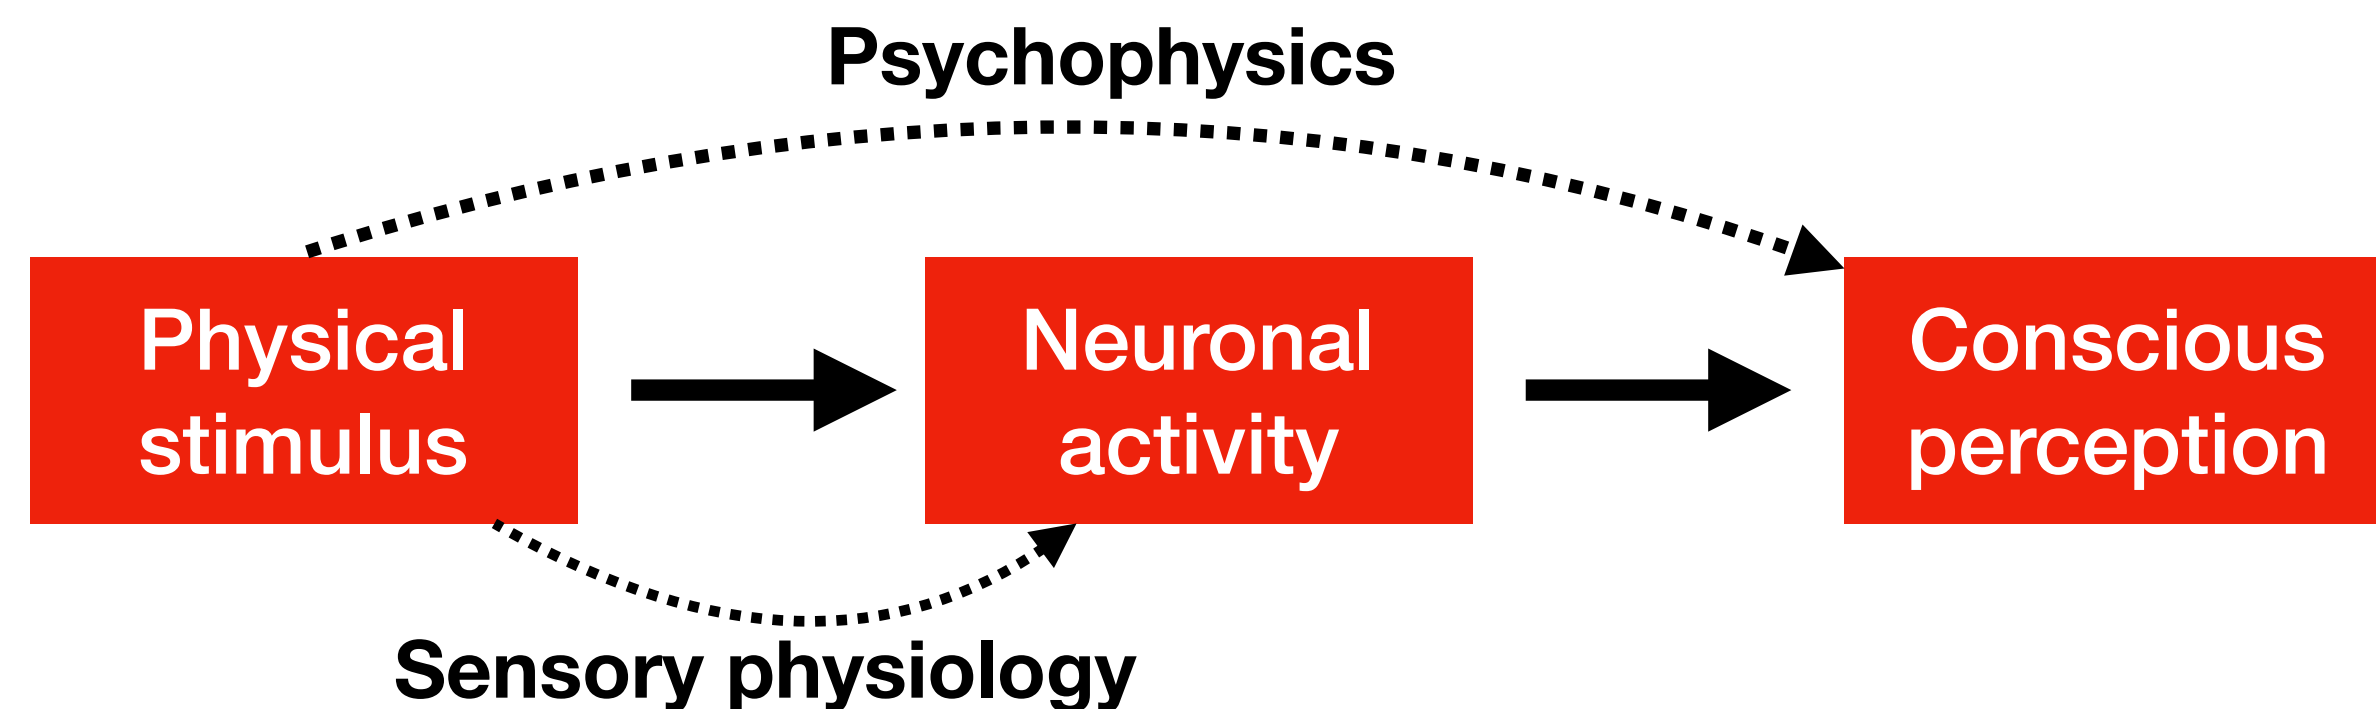 Psychophysics
Physical
stimulus
Neuronal
activity
Conscious
perception
Sensory physiology